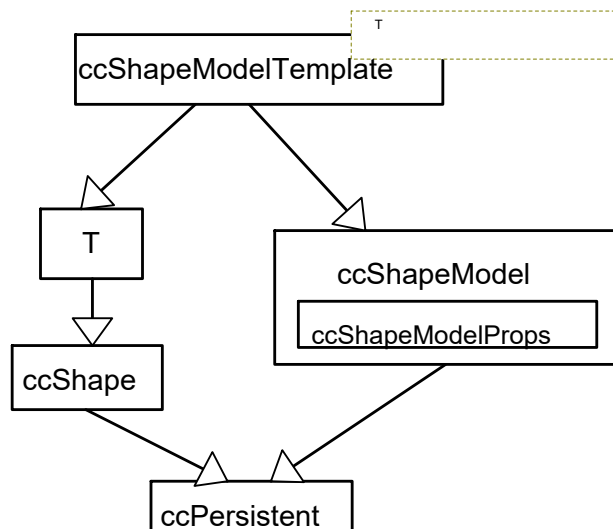 T
ccShapeModelTemplate
T
ccShapeModel
ccShapeModelProps
ccShape
ccPersistent